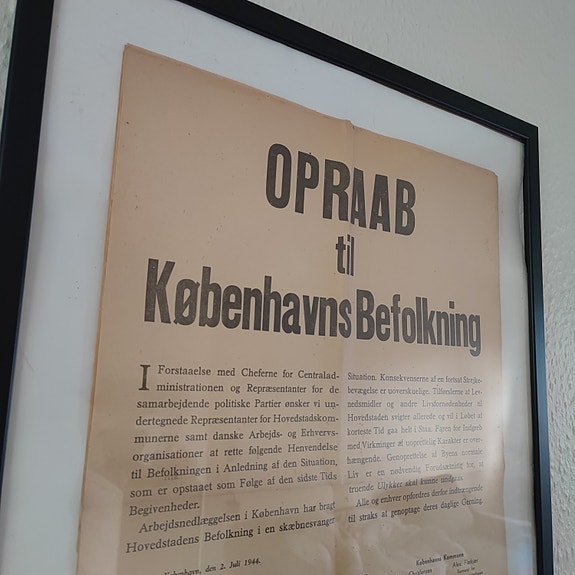 OPRAAB
til
Københavns Befolkning
I Forstaaelse med Cheferne for Centralad-
ministrationen og Repræsentanter for de
samarbejdende politiske Partier ønsker vi un-
dertegnede Repræsentanter for Hovedstadskom-
munerne samt danske Arbejds- og Erhvervs-
organisationer at rette følgende Henvendelse
til Befolkningen i Anledning af den Situation,
som er opstaaet som Følge af den sidste Tids
Begivenheder.
Arbejdsnedlæggelsen i København har bragt
Hovedstadens Befolkning i en skæbnesvanger
Situation. Konsekvenserne af en fortsat Strejke-
bevægelse er uoverskuelige. Tilførslerne af Lev-
nedsmidler og andre Livsfornødenheder til
Hovedstaden svigter allerede og vil i Løbet af
korteste Tid gaa helt i Staa. Faren for Indgreb
med Virkninger af uoprettelig Karakter er over-
hængende. Genoprettelse af Byens normale
Liv er en nødvendig Forudsætning for, at
truende Ulykker skal kunne undgaas.
Alle og enhver opfordres derfor indtrængende
til straks at genoptage deres daglige Gerning.
København, den 2. Juli 1944.
Københavns Kommune